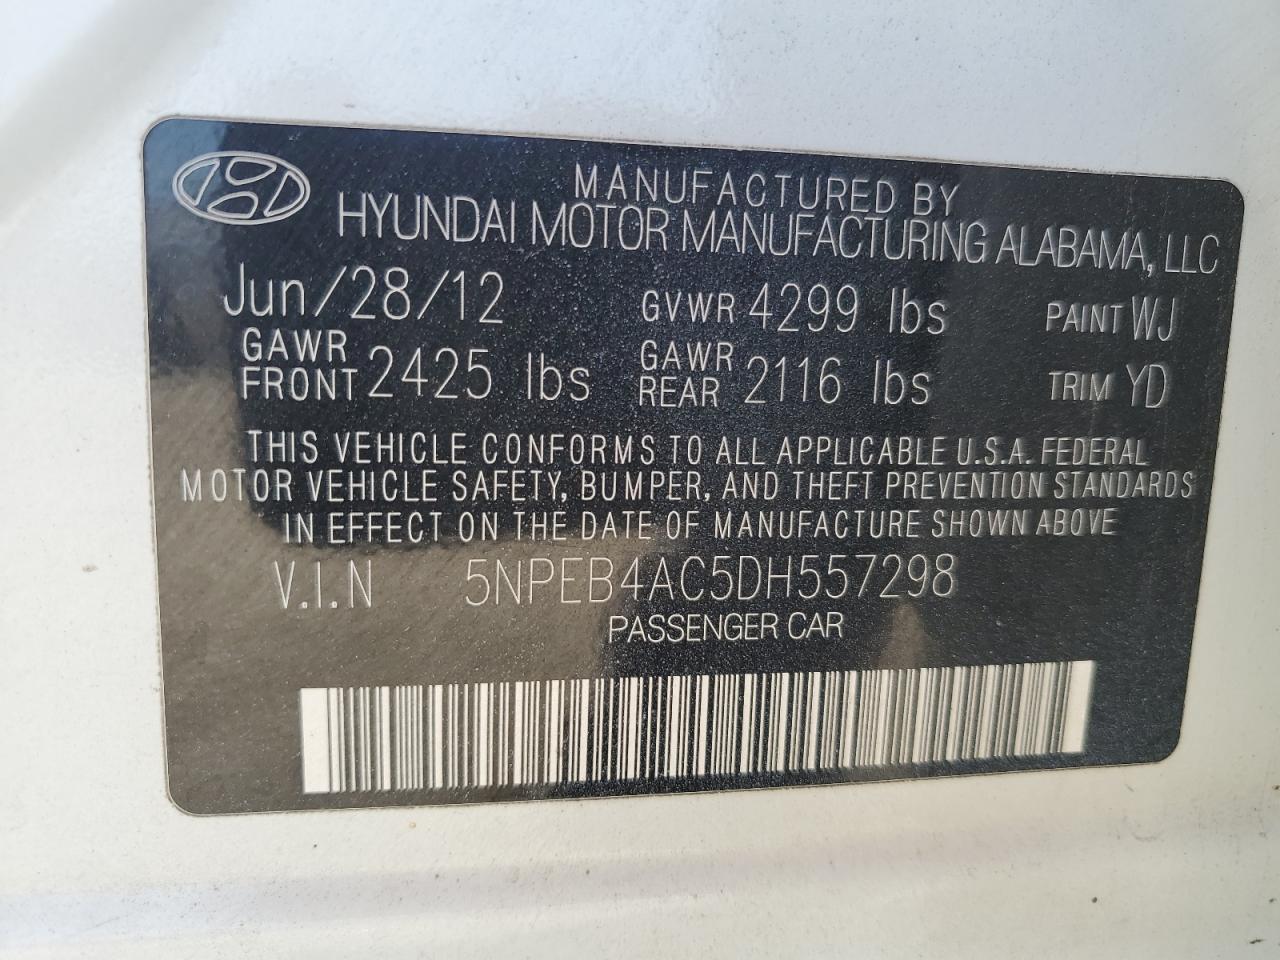 MANUFACTURED BY
HYUNDAI MOTOR MANUFACTURING ALABAMA, LLC
Jun/28/12 GVWR 4299 lbs PAINT WJ
GAWR FRONT 2425 lbs GAWR REAR 2116 lbs TRIM YD
THIS VEHICLE CONFORMS TO ALL APPLICABLE U.S.A. FEDERAL
MOTOR VEHICLE SAFETY, BUMPER, AND THEFT PREVENTION STANDARDS
IN EFFECT ON THE DATE OF MANUFACTURE SHOWN ABOVE
V.I.N 5NPEB4AC5DH557298
PASSENGER CAR